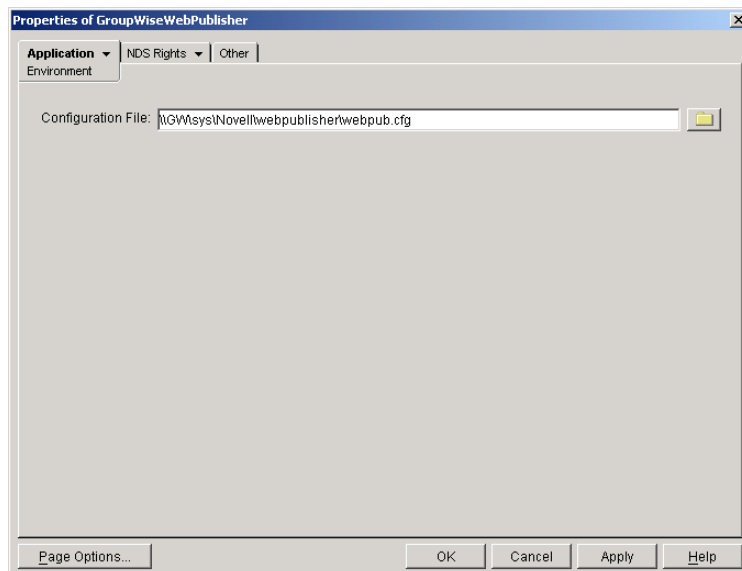 Properties of GroupWiseWebPublisher
Application NDS Rights Other
Environment
Configuration File: \\GW\sys\Novell\webpublisher\webpub.cfg
Page Options... OK Cancel Apply Help